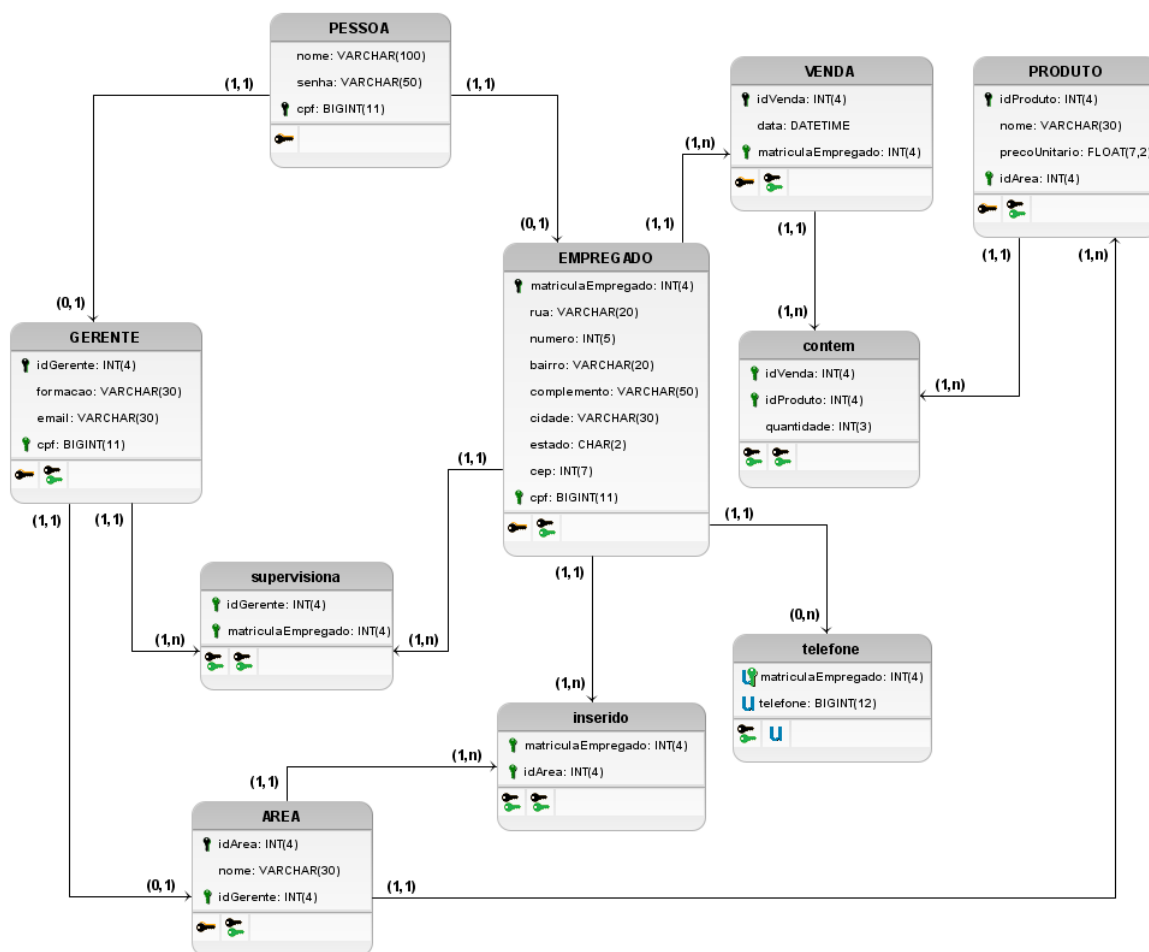 PESSOA
nome: VARCHAR(100)
senha: VARCHAR(50)
cpf: BIGINT(11)
(1,1)
(1,1)
(0,1)
(0,1)
VENDA
idVenda: INT(4)
data: DATETIME
matriculaEmpregado: INT(4)
PRODUTO
idProduto: INT(4)
nome: VARCHAR(30)
precoUnitario: FLOAT(7,2)
idArea: INT(4)
(1,n)
(1,1)
(1,1)
(1,1)
(1,n)
EMPREGADO
matriculaEmpregado: INT(4)
rua: VARCHAR(20)
numero: INT(5)
bairro: VARCHAR(20)
complemento: VARCHAR(50)
cidade: VARCHAR(30)
estado: CHAR(2)
cep: INT(7)
cpf: BIGINT(11)
GERENTE
idGerente: INT(4)
formacao: VARCHAR(30)
email: VARCHAR(30)
cpf: BIGINT(11)
(1,n)
contem
idVenda: INT(4)
idProduto: INT(4)
quantidade: INT(3)
(1,n)
(1,1)
(1,1)
(1,1)
(1,1)
(1,1)
supervisiona
idGerente: INT(4)
matriculaEmpregado: INT(4)
(1,n)
(1,n)
(0,n)
telefone
matriculaEmpregado: INT(4)
telefone: BIGINT(12)
(1,n)
inserido
matriculaEmpregado: INT(4)
idArea: INT(4)
(1,n)
(1,1)
AREA
idArea: INT(4)
nome: VARCHAR(30)
idGerente: INT(4)
(0,1)
(1,1)